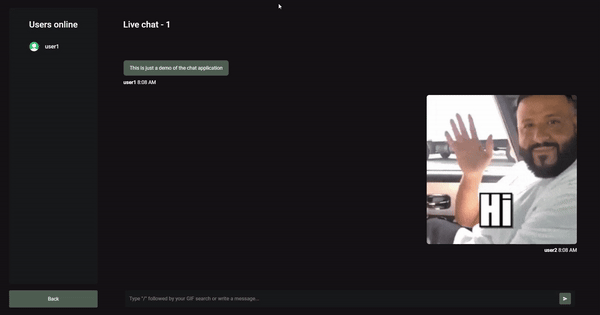 Users online
user1
Live chat - 1
This is just a demo of the chat application
user1 8:08 AM
Hi
user2 8:08 AM
Back
Type "/" followed by your GIF search or write a message...